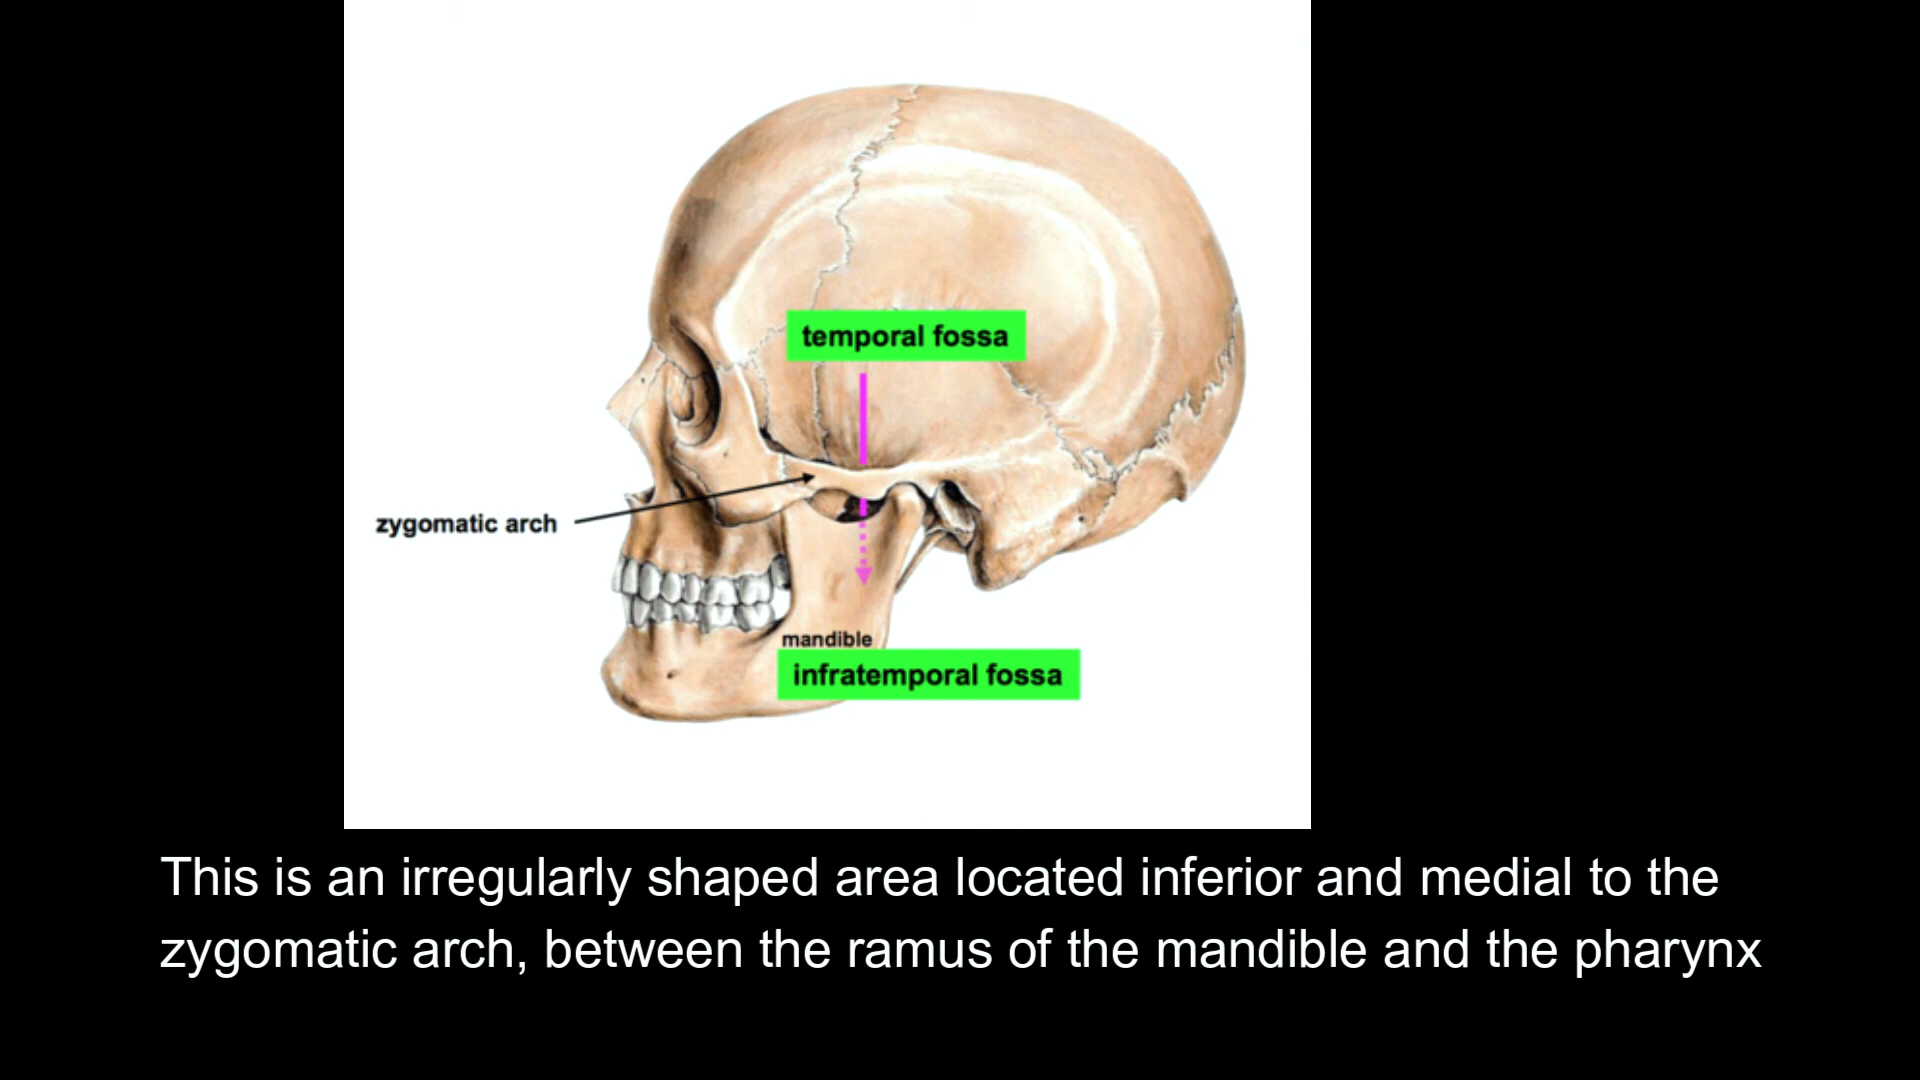 temporal fossa
zygomatic arch
mandible
infratemporal fossa
This is an irregularly shaped area located inferior and medial to the
zygomatic arch, between the ramus of the mandible and the pharynx